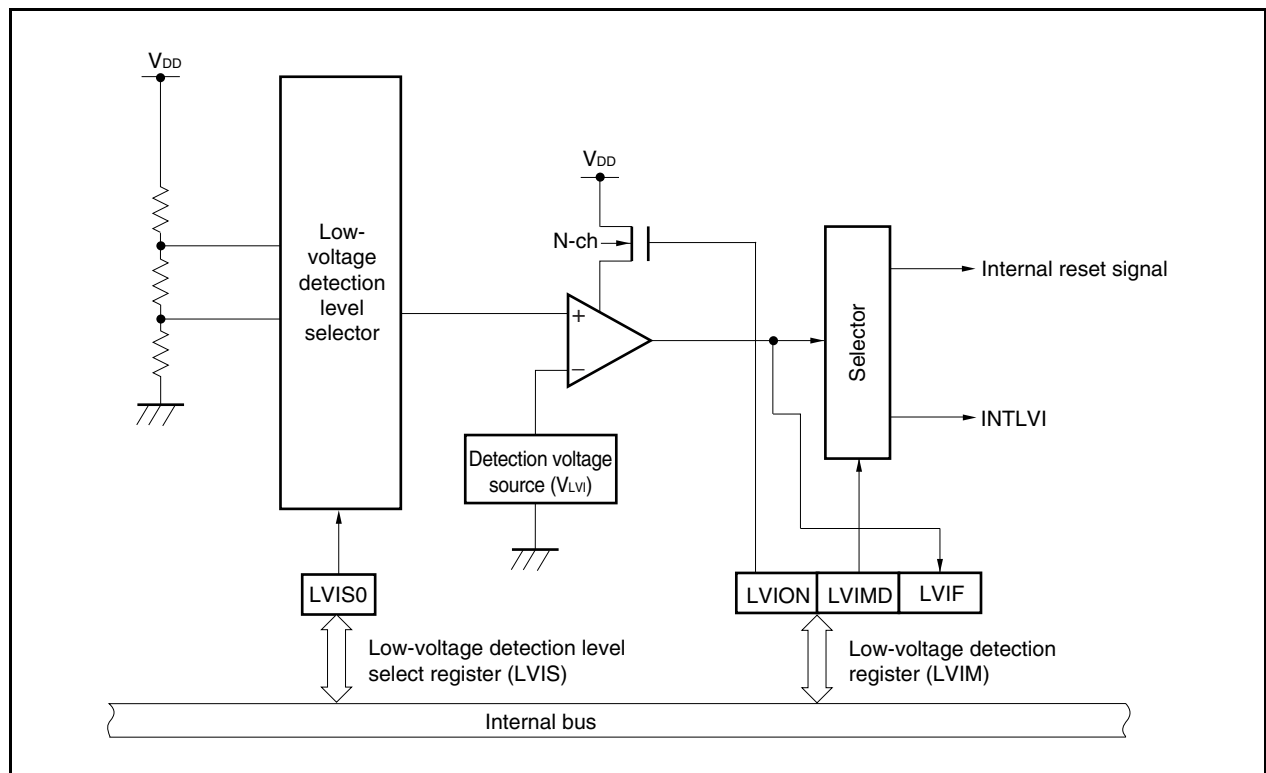 VDD
Low-
voltage
detection
level
selector
VDD
N-ch
+
−
Detection voltage
source (VLVI)
Selector
Internal reset signal
INTLVI
LVIS0
LVION
LVIMD
LVIF
Low-voltage detection level
select register (LVIS)
Low-voltage detection
register (LVIM)
Internal bus